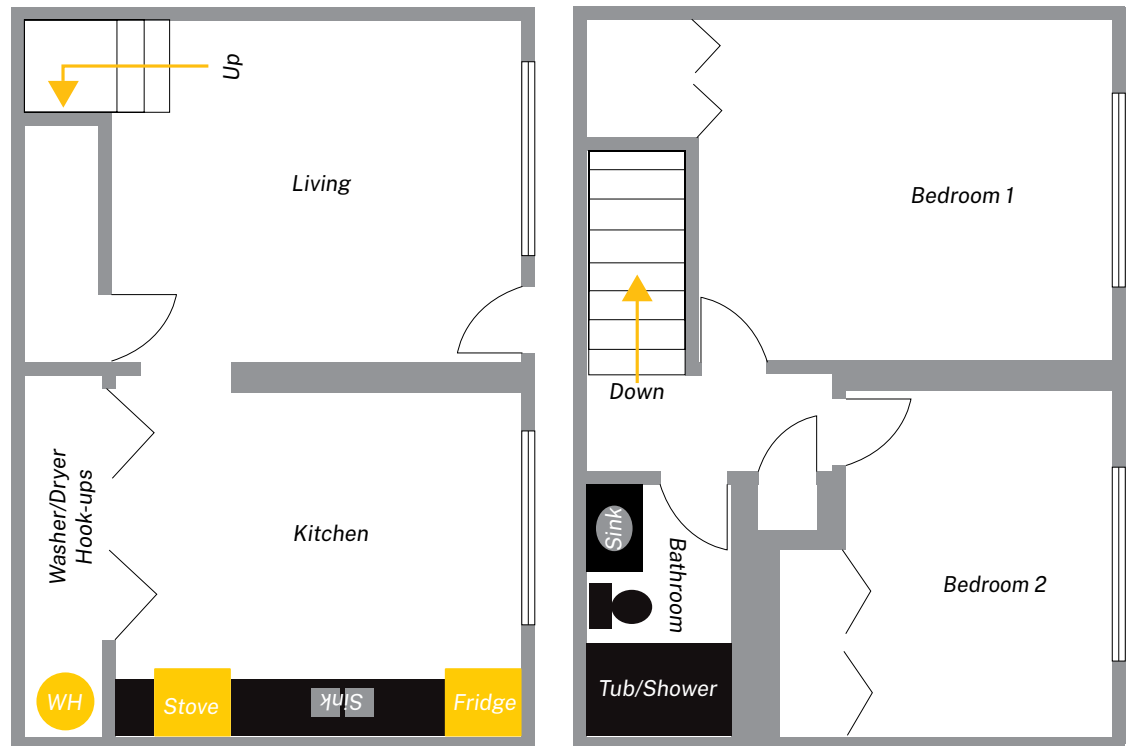 Up
Living
Washer/Dryer
Hook-ups
Kitchen
WH
Stove
Sink
Fridge
Bedroom 1
Down
Sink
Bathroom
Bedroom 2
Tub/Shower